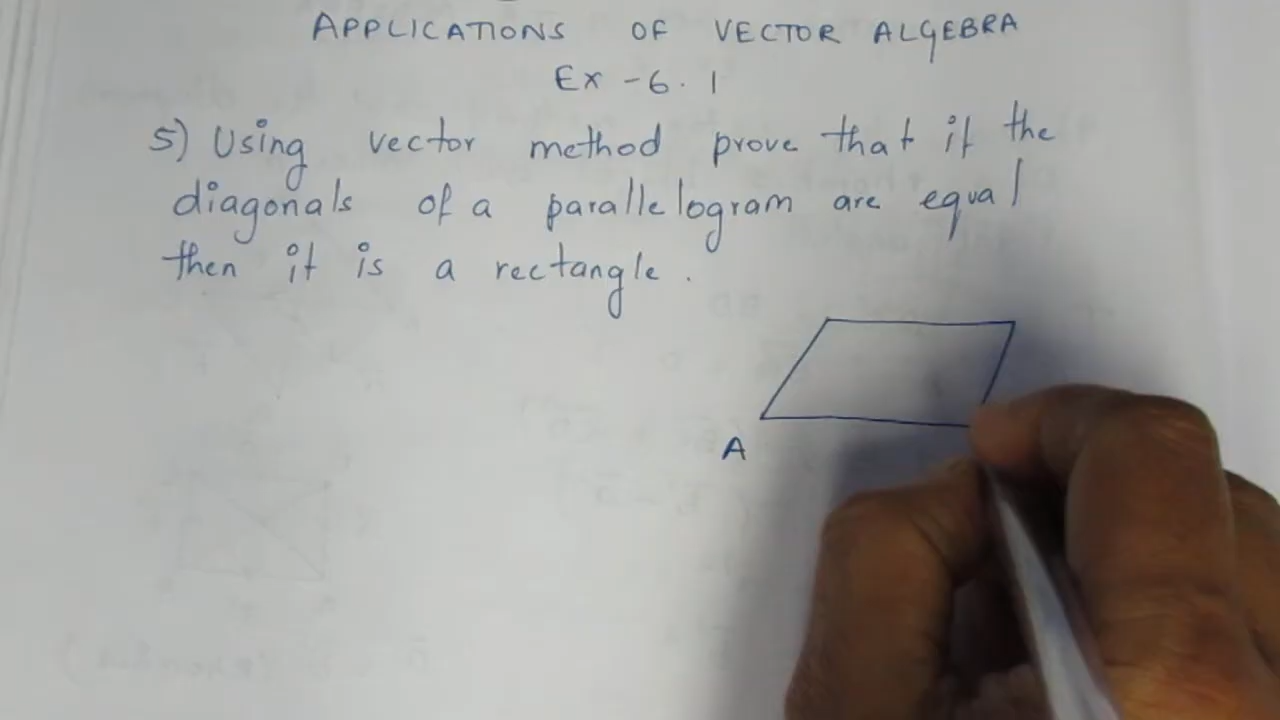 APPLICATIONS OF VECTOR ALGEBRA
Ex - 6.1
5) Using vector method prove that if the
diagonals of a parallelogram are equal
then it is a rectangle.
A